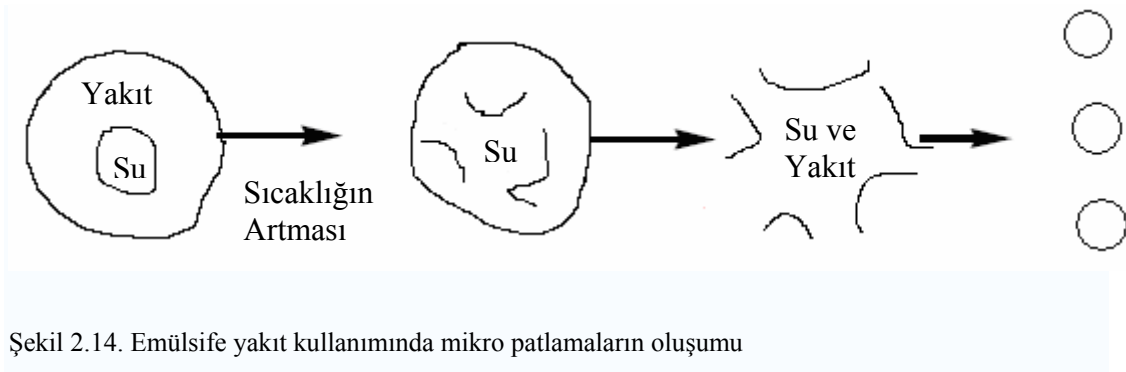 Yakıt
Su
Sıcaklığın
Artması
Su
Su ve
Yakıt
Şekil 2.14. Emülsife yakıt kullanımında mikro patlamaların oluşumu